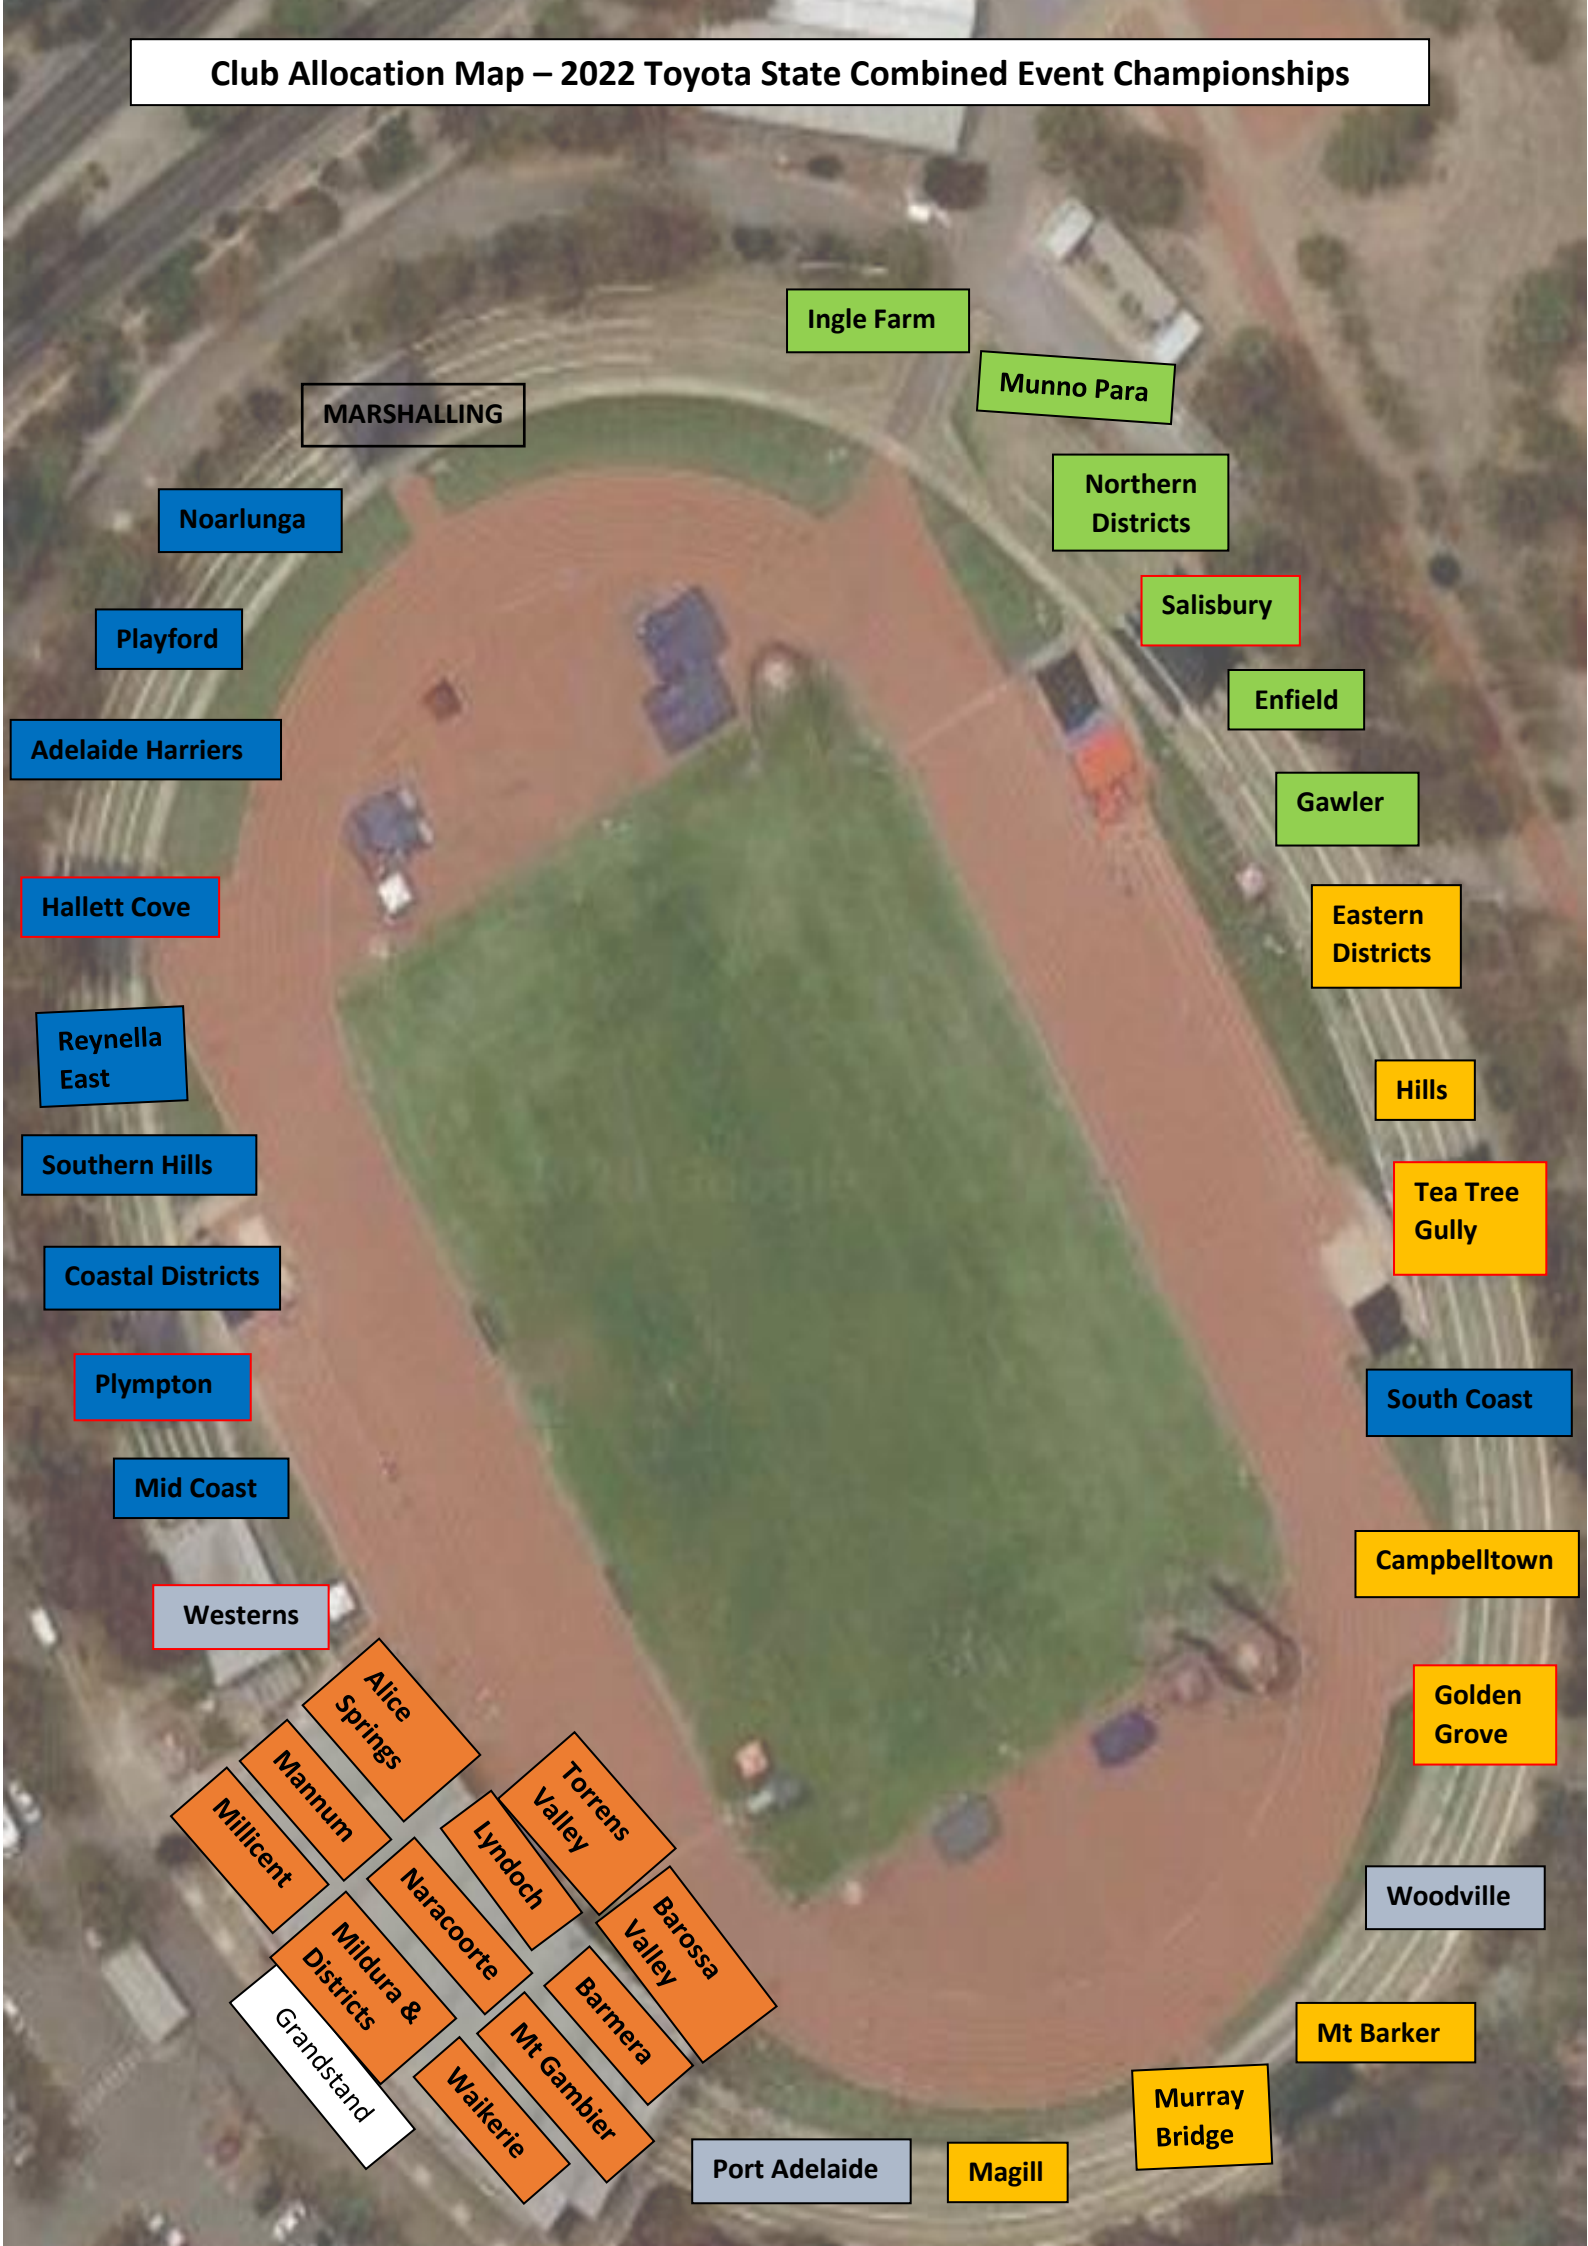 Club Allocation Map – 2022 Toyota State Combined Event Championships
Ingle Farm
Munno Para
MARSHALLING
Northern
Districts
Noarlunga
Salisbury
Playford
Enfield
Adelaide Harriers
Gawler
Hallett Cove
Eastern
Districts
Reynella
East
Hills
Southern Hills
Tea Tree
Gully
Coastal Districts
Plympton
South Coast
Mid Coast
Campbelltown
Westerns
Golden
Grove
Alice
Springs
Mannum
Millicent
Torrens
Valley
Lyndoch
Naracoorte
Barossa
Valley
Mildura &
Districts
Grandstand
Barmera
Mt Gambier
Waikerie
Woodville
Mt Barker
Murray
Bridge
Port Adelaide
Magill